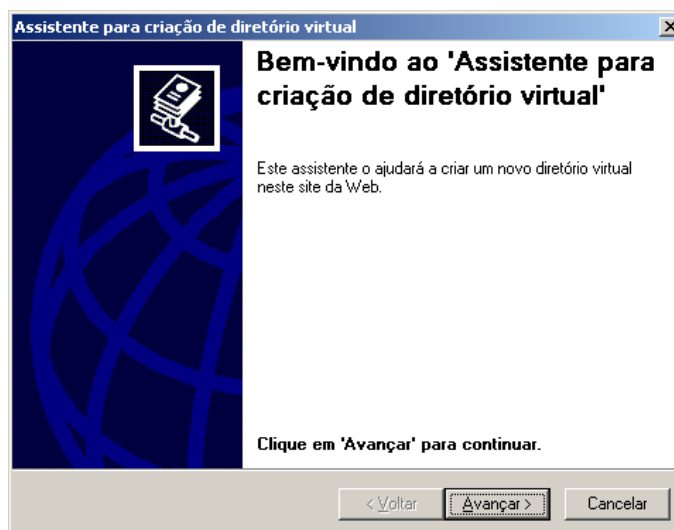 Assistente para criação de diretório virtual
Bem-vindo ao 'Assistente para
criação de diretório virtual'
Este assistente o ajudará a criar um novo diretório virtual
neste site da Web.
Clique em 'Avançar' para continuar.
< Voltar Avançar > Cancelar